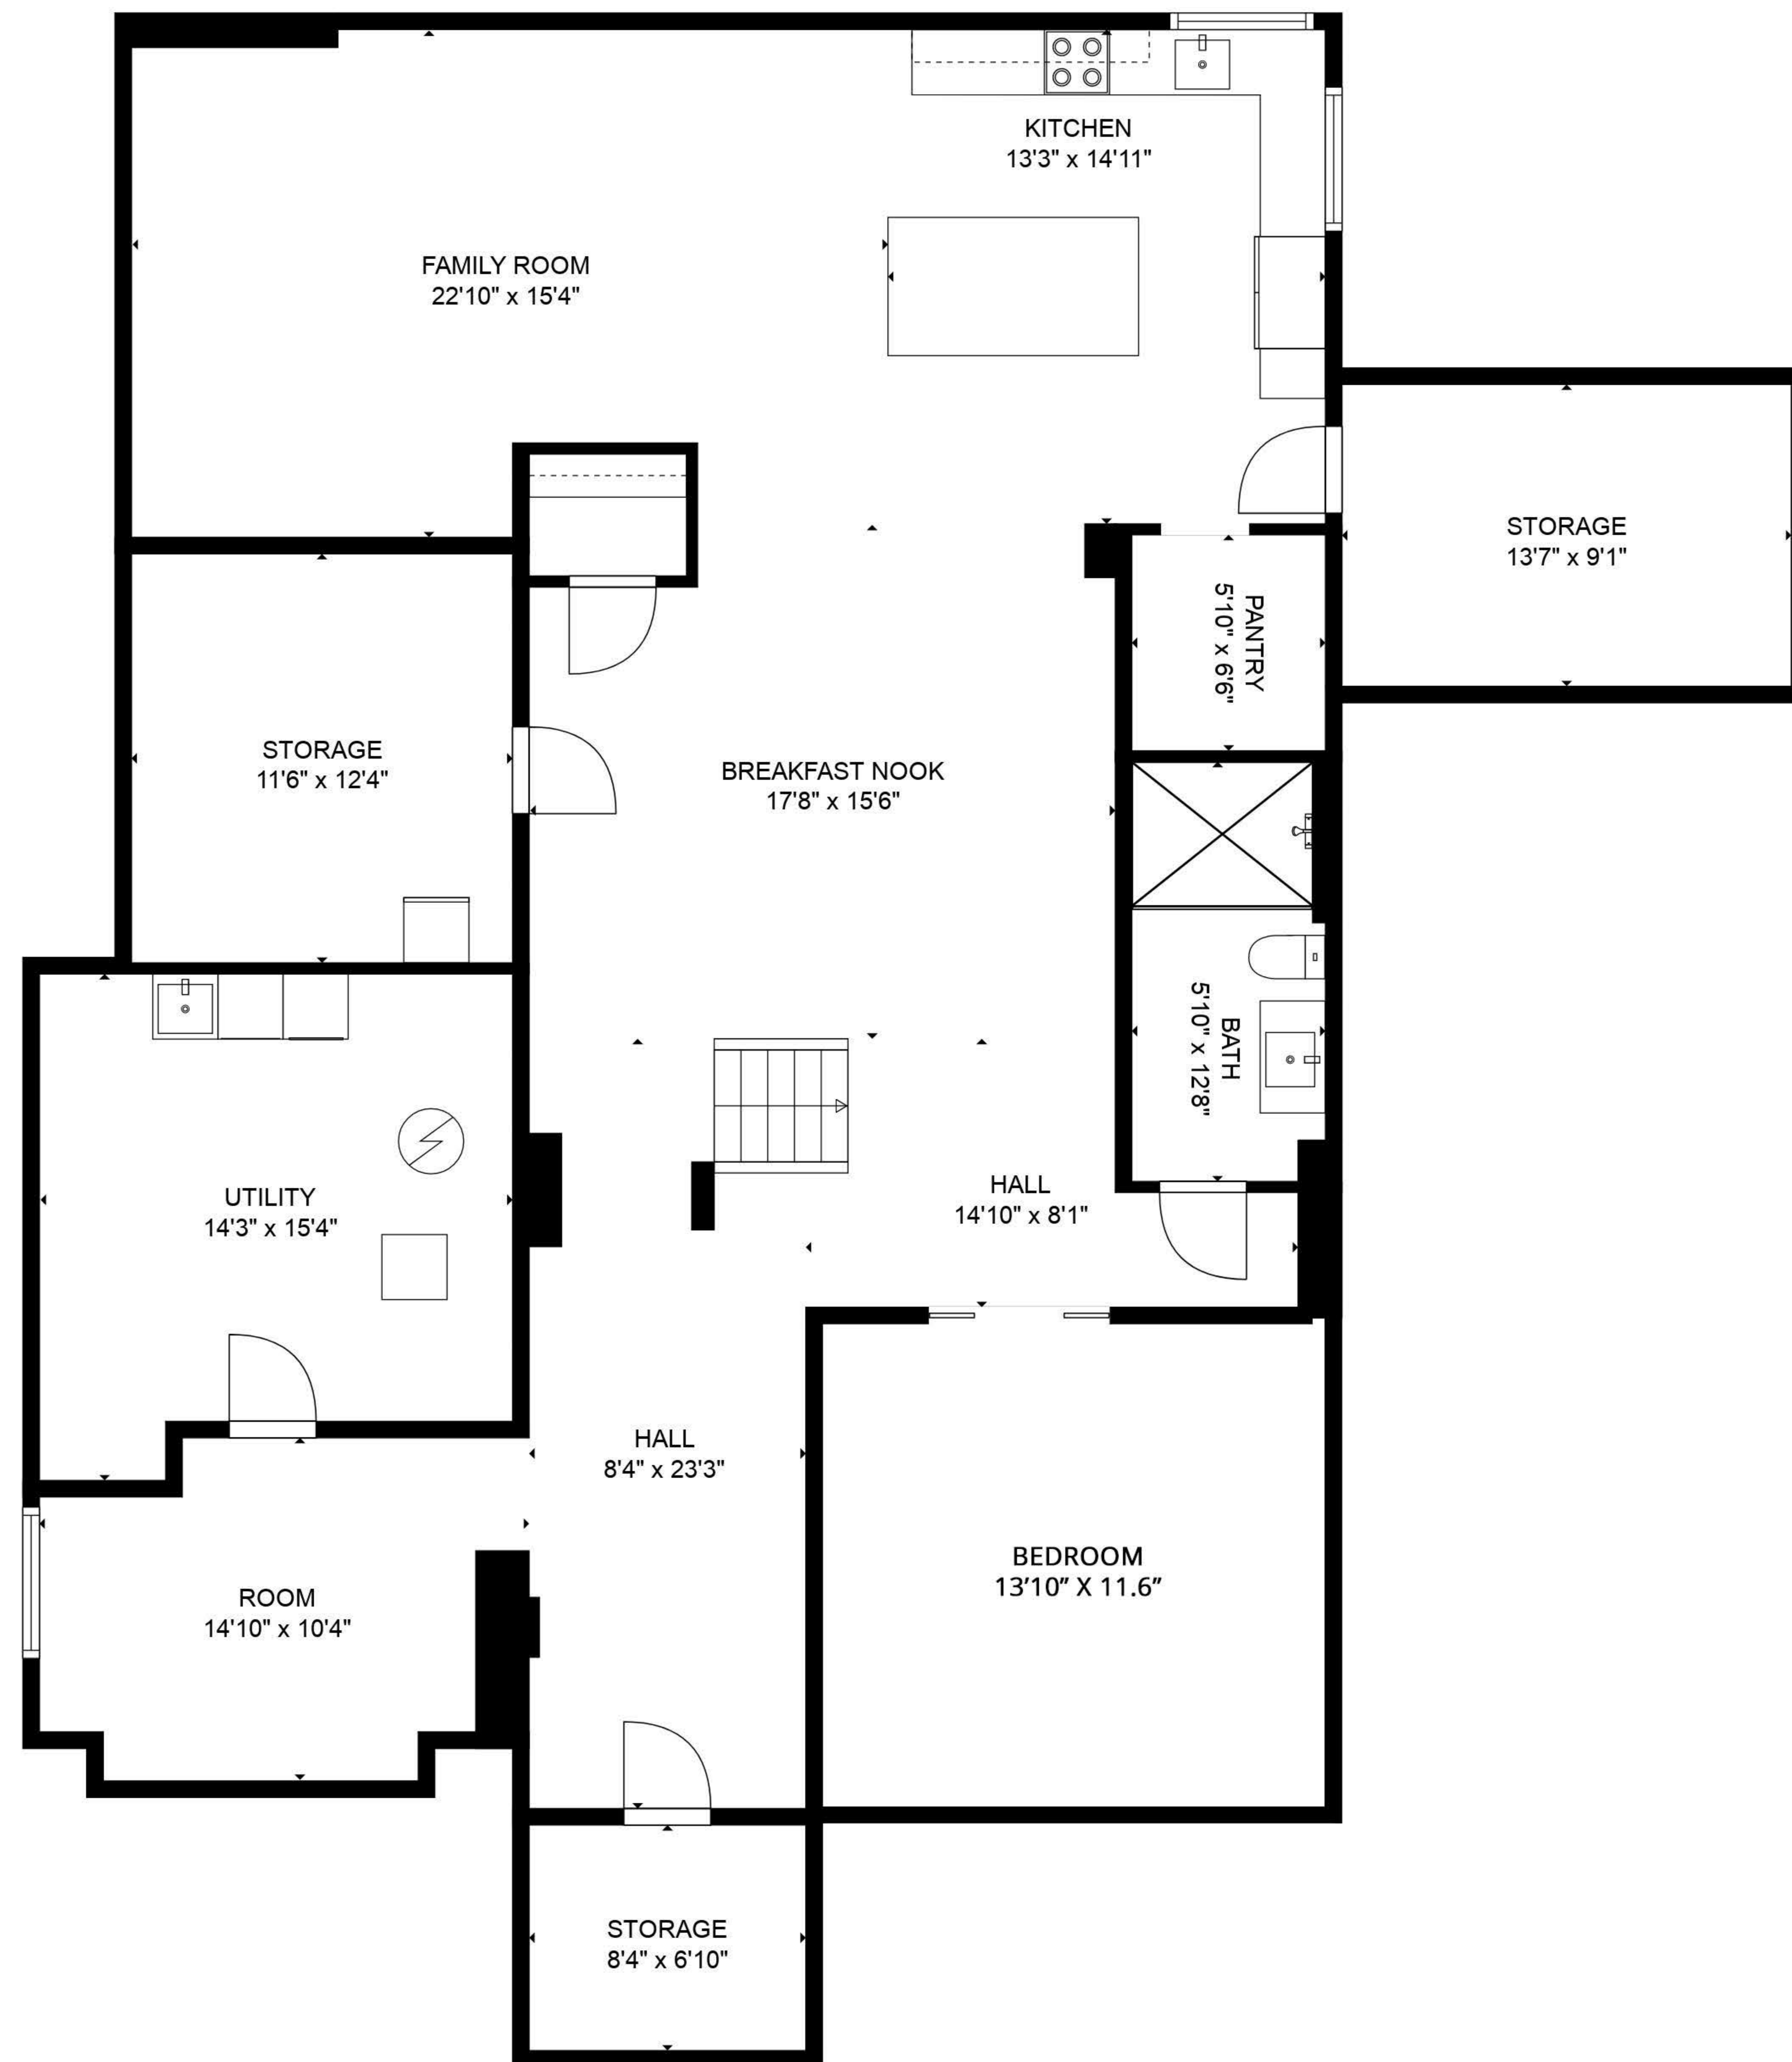 KITCHEN
13'3" x 14'11"
FAMILY ROOM
22'10" x 15'4"
STORAGE
13'7" x 9'1"
PANTRY
5'10" x 6'6"
STORAGE
11'6" x 12'4"
BREAKFAST NOOK
17'8" x 15'6"
BATH
5'10" x 12'8"
UTILITY
14'3" x 15'4"
HALL
14'10" x 8'1"
HALL
8'4" x 23'3"
BEDROOM
13’10” X 11.6”
ROOM
14'10" x 10'4"
STORAGE
8'4" x 6'10"